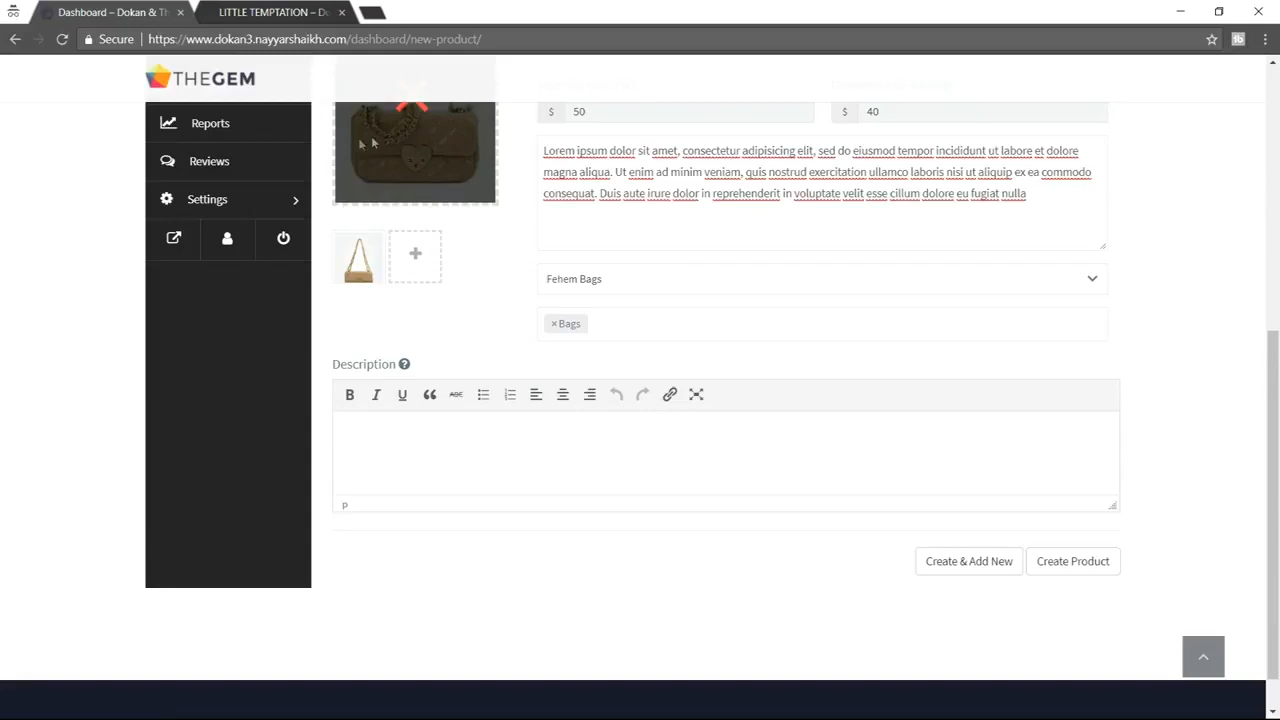 Dashboard – Dokan & Th
LITTLE TEMPTATION – Do
Secure
https://www.dokan3.nayyarshaikh.com/dashboard/new-product/
THEGEM
Reports
Reviews
Settings
$ 50
$ 40
Lorem ipsum dolor sit amet, consectetur adipisicing elit, sed do eiusmod tempor incididunt ut labore et dolore
magna aliqua. Ut enim ad minim veniam, quis nostrud exercitation ullamco laboris nisi ut aliquip ex ea commodo
consequat. Duis aute irure dolor in reprehenderit in voluptate velit esse cillum dolore eu fugiat nulla
Fehem Bags
× Bags
Description
B I U ABC
P
Create & Add New
Create Product